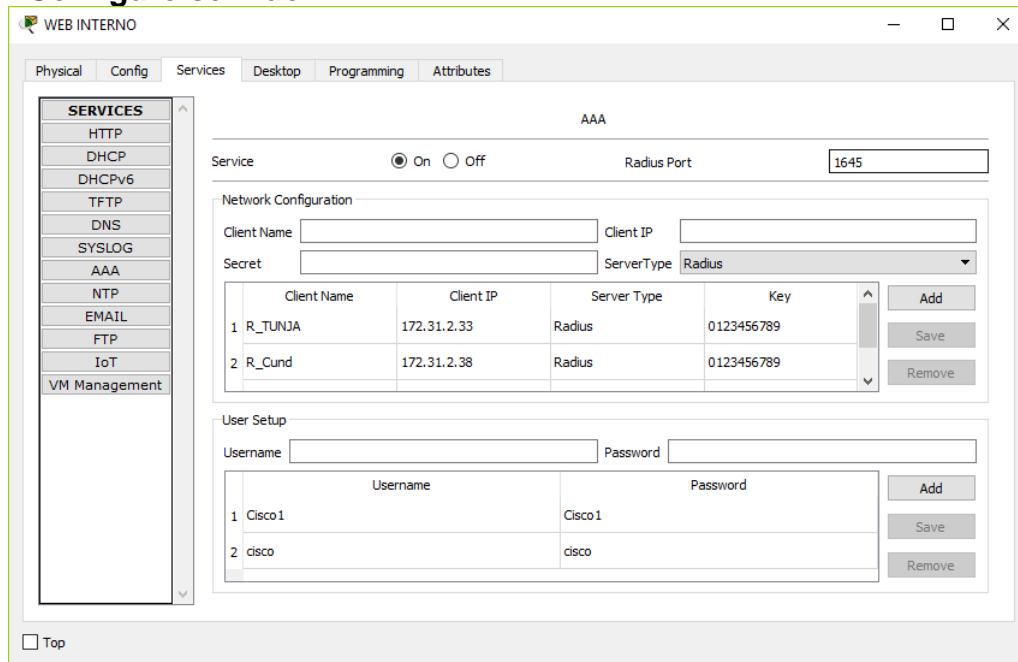 WEB INTERNO
Physical Config Services Desktop Programming Attributes
SERVICES
HTTP
DHCP
DHCPv6
TFTP
DNS
SYSLOG
AAA
NTP
EMAIL
FTP
IoT
VM Management
AAA
Service On Off Radius Port 1645
Network Configuration
Client Name Client IP
Secret ServerType Radius
Client Name Client IP Server Type Key
1 R_TUNJA 172.31.2.33 Radius 0123456789
2 R_Cund 172.31.2.38 Radius 0123456789
Add
Save
Remove
User Setup
Username Password
Username Password
1 Cisco1 Cisco1
2 cisco cisco
Add
Save
Remove
Top